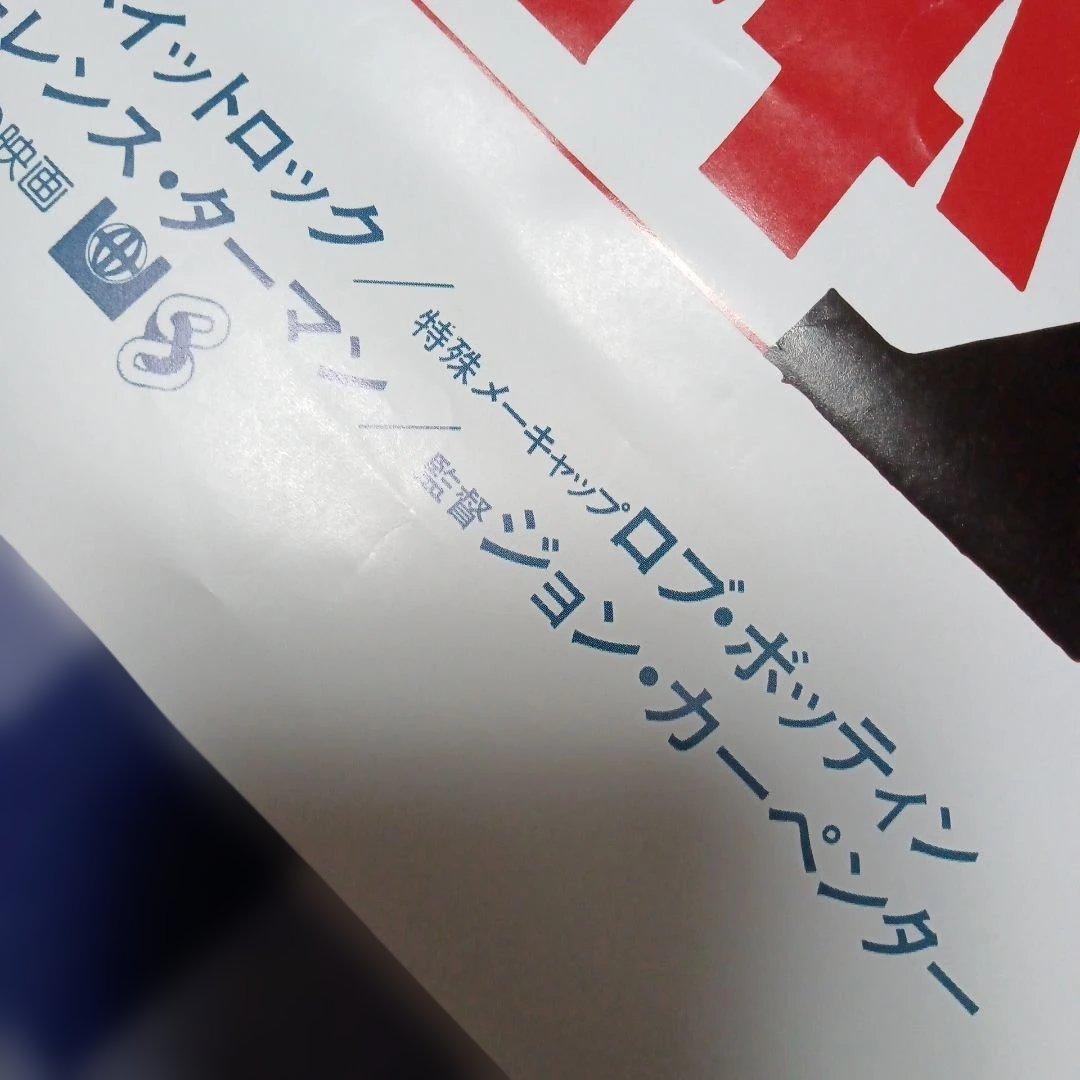 イットロック／特殊メーキャップロブ・ボッティン
レンス・ターマン／監督ジョン・カーペンター
映画